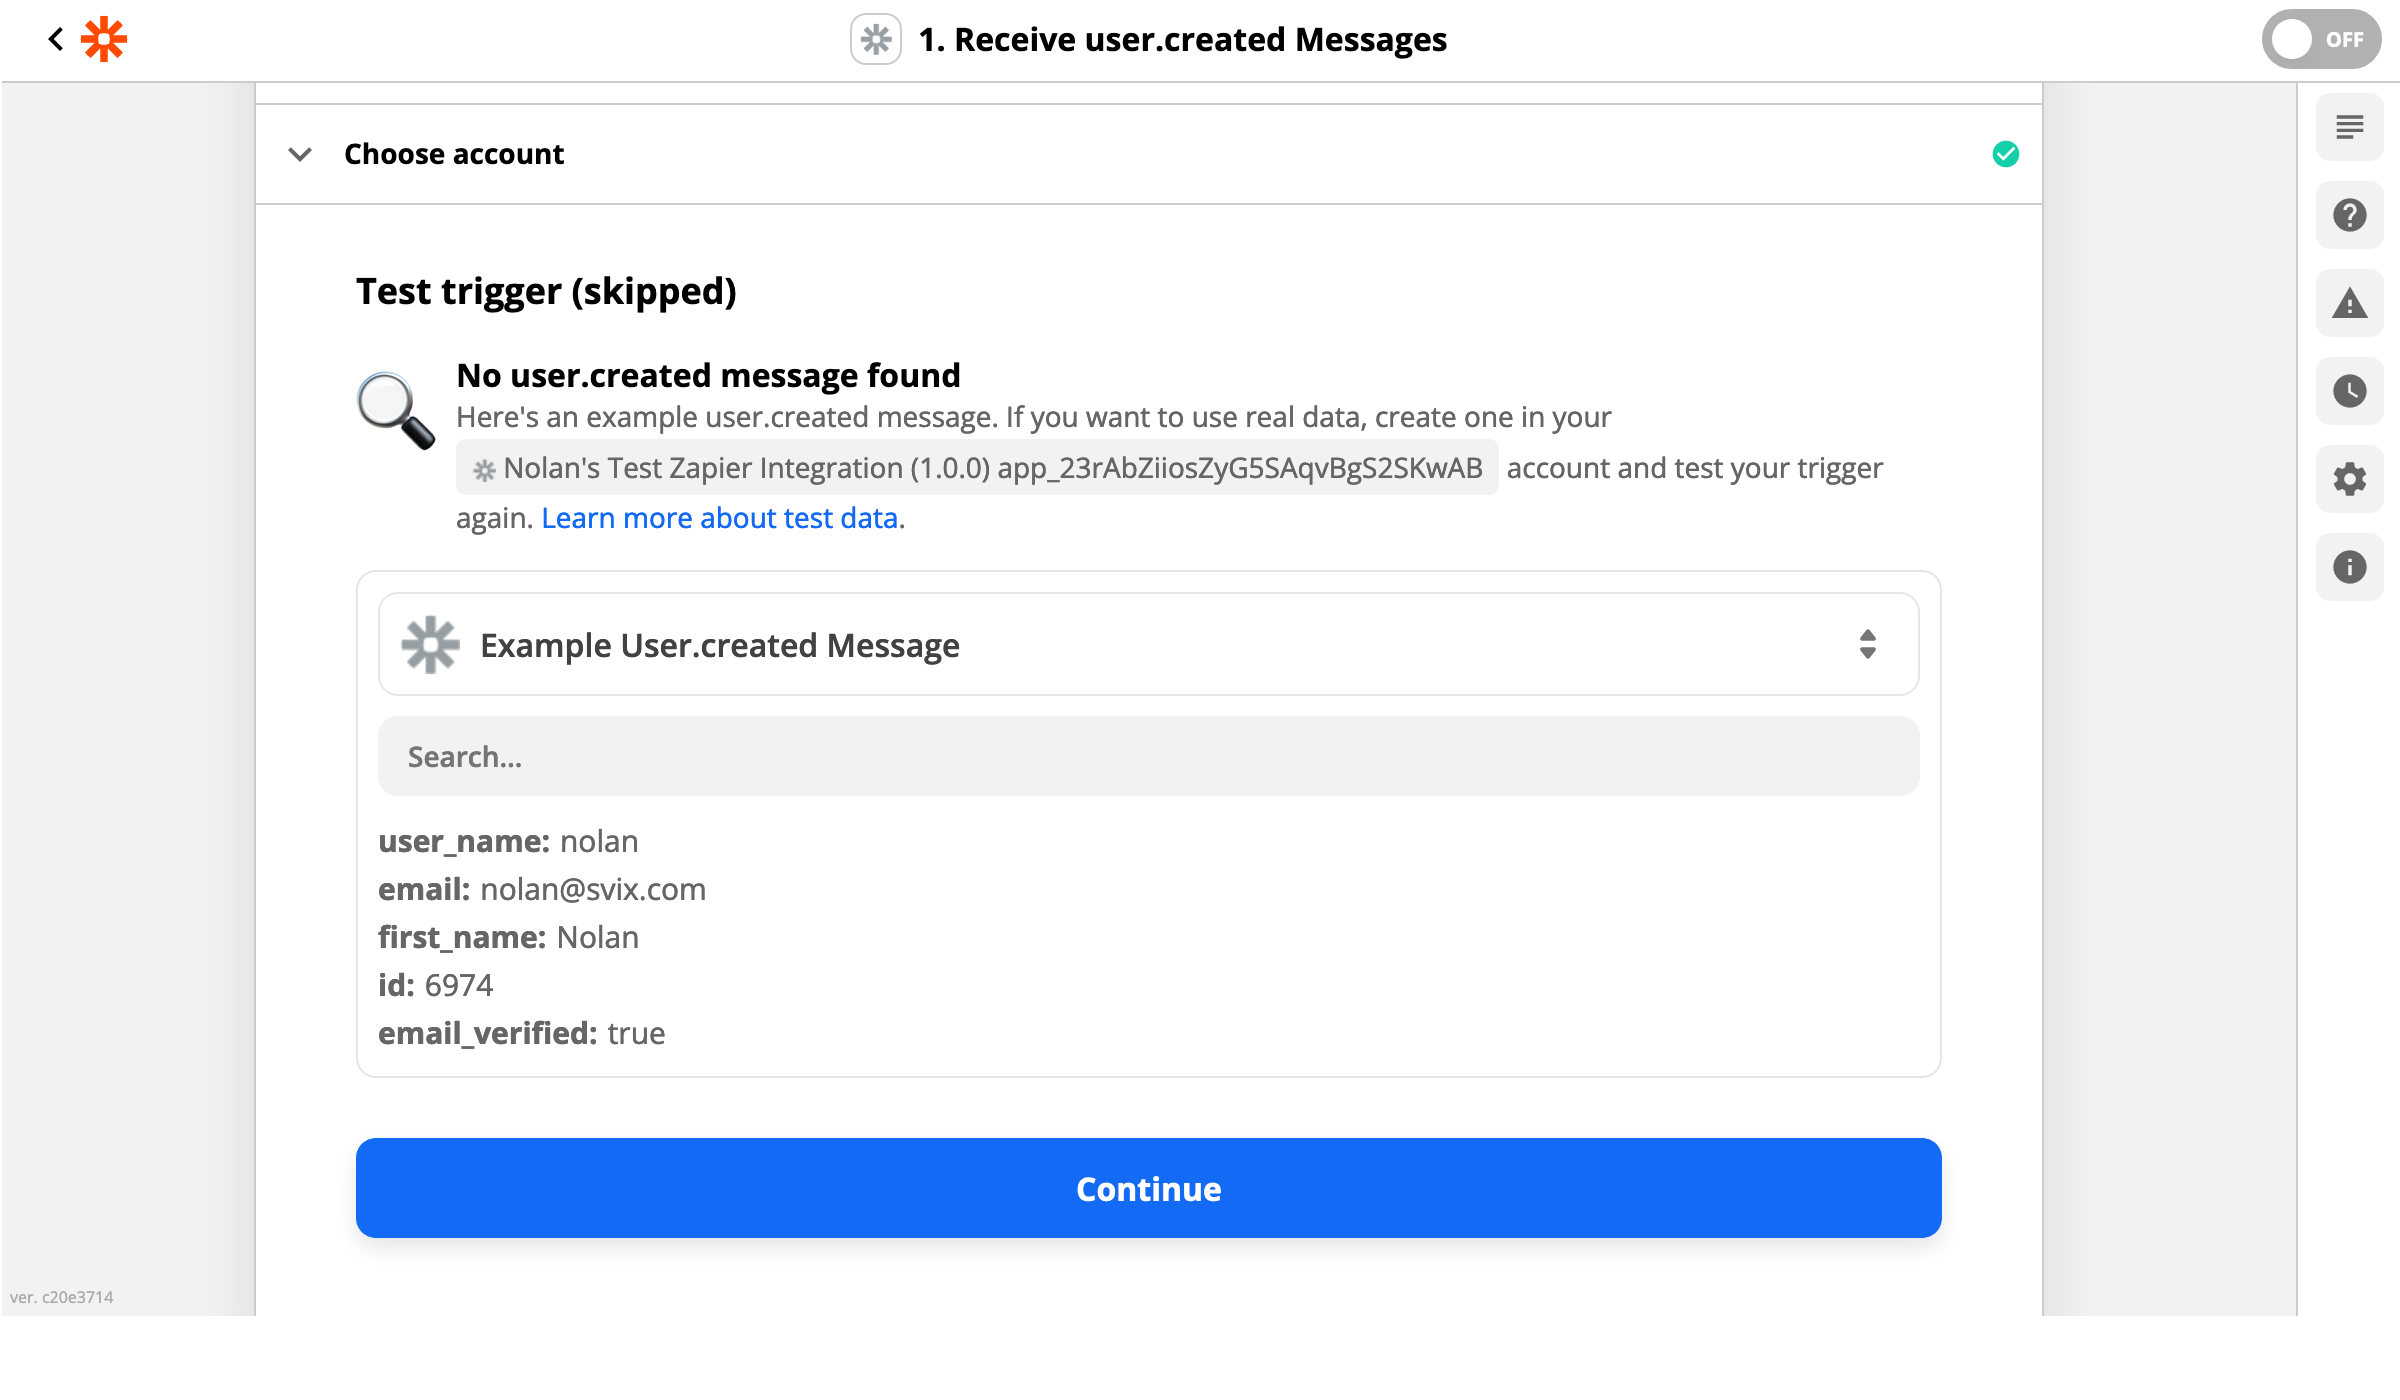 1. Receive user.created Messages
OFF
Choose account
Test trigger (skipped)
No user.created message found
Here's an example user.created message. If you want to use real data, create one in your
Nolan's Test Zapier Integration (1.0.0) app_23rAbZiiosZyG5SAqvBgS2SKwAB account and test your trigger
again. Learn more about test data.
Example User.created Message
Search...
user_name: nolan
email: nolan@svix.com
first_name: Nolan
id: 6974
email_verified: true
Continue
ver. c20e3714